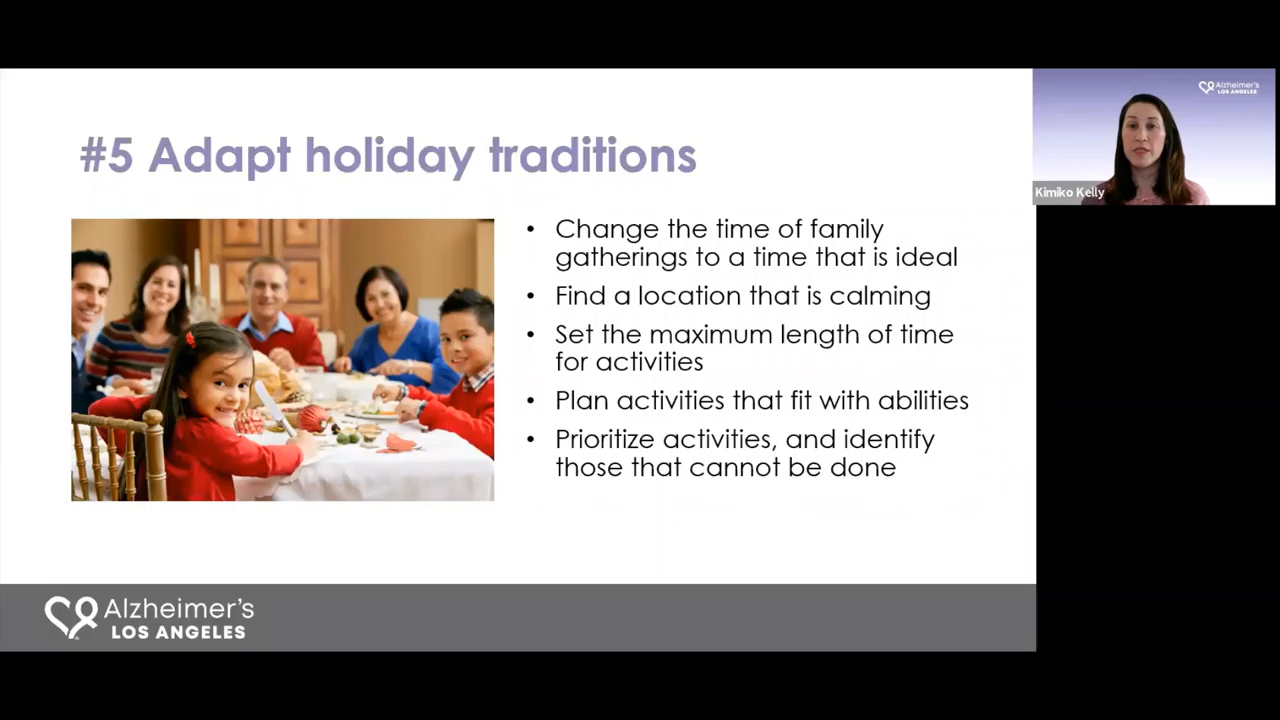 #5 Adapt holiday traditions
• Change the time of family
gatherings to a time that is ideal
• Find a location that is calming
• Set the maximum length of time
for activities
• Plan activities that fit with abilities
• Prioritize activities, and identify
those that cannot be done
Alzheimer's
LOS ANGELES
Alzheimer's
LOS ANGELES
Kimiko Kelly